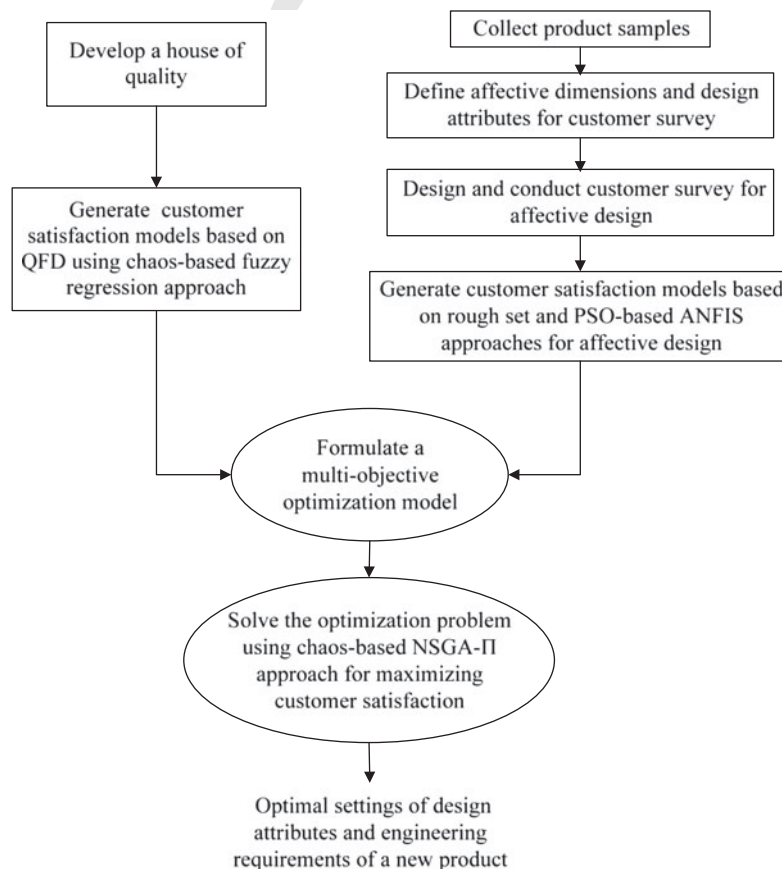 Develop a house of
quality
Generate customer
satisfaction models based on
QFD using chaos-based fuzzy
regression approach
Collect product samples
Define affective dimensions and design
attributes for customer survey
Design and conduct customer survey for
affective design
Generate customer satisfaction models based
on rough set and PSO-based ANFIS
approaches for affective design
Formulate a
multi-objective
optimization model
Solve the optimization problem
using chaos-based NSGA-Π
approach for maximizing
customer satisfaction
Optimal settings of design
attributes and engineering
requirements of a new product